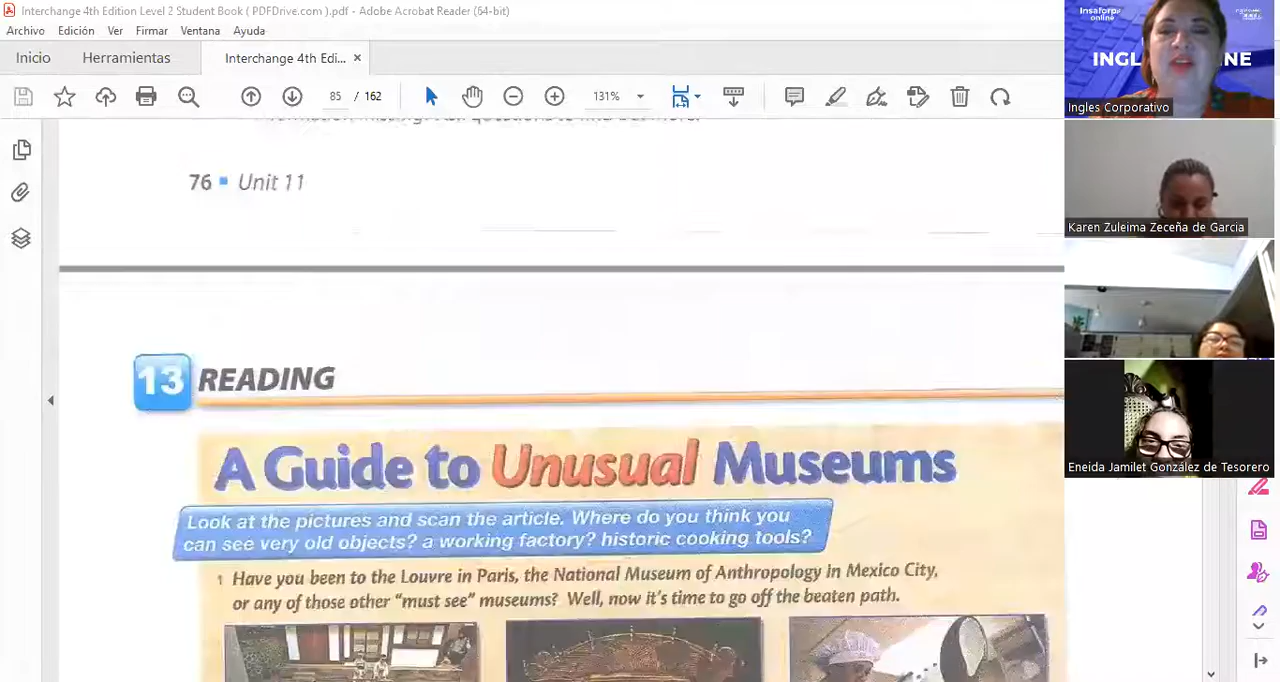 Interchange 4th Edition Level 2 Student Book ( PDFDrive.com ).pdf - Adobe Acrobat Reader (64-bit)
Archivo Edición Ver Firmar Ventana Ayuda
Inicio Herramientas Interchange 4th Edi... ×
85 / 162 131%
76 Unit 11
13 READING
A Guide to Unusual Museums
Look at the pictures and scan the article. Where do you think you
can see very old objects? a working factory? historic cooking tools?
1 Have you been to the Louvre in Paris, the National Museum of Anthropology in Mexico City,
or any of those other "must see" museums? Well, now it's time to go off the beaten path.
Insaforp
online
INGL NE
Ingles Corporativo
Karen Zuleima Zeceña de Garcia
Eneida Jamilet González de Tesorero